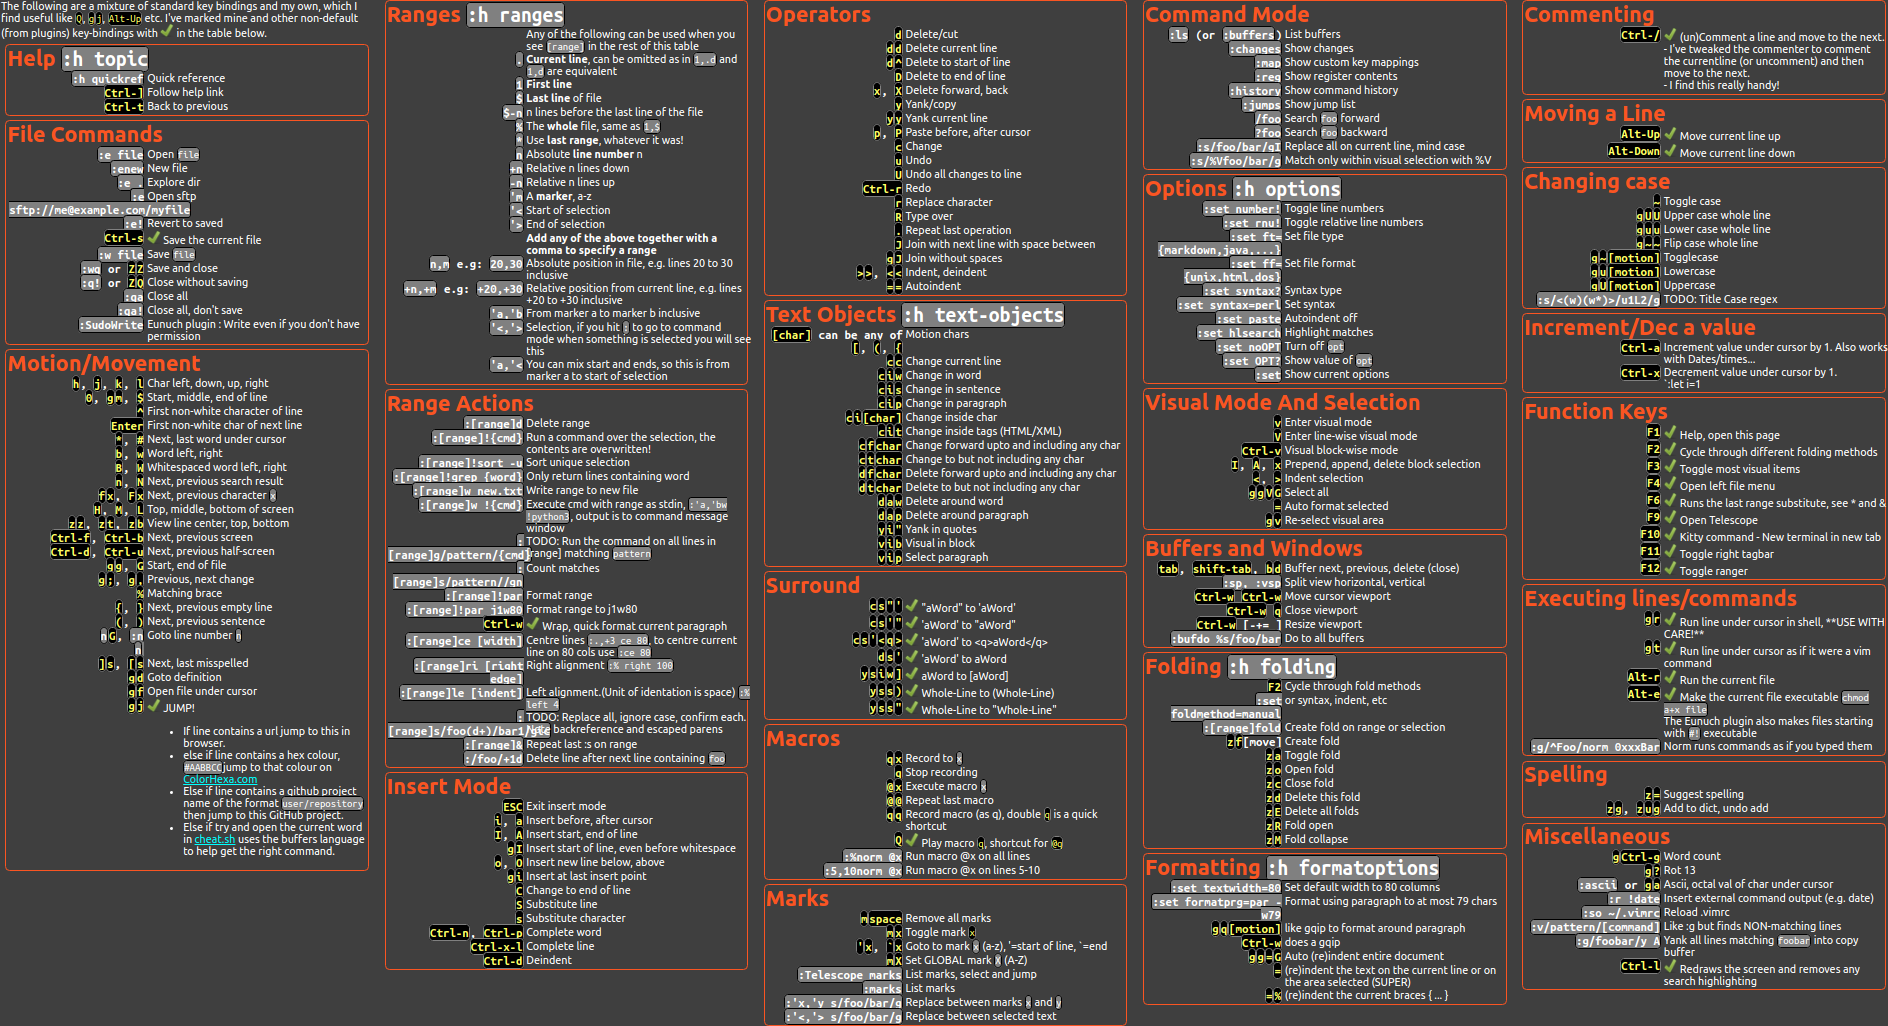 The following are a mixture of standard key bindings and my own, which I
find useful like Q, gj, Alt-Up etc. I've marked mine and other non-default
(from plugins) key-bindings with ✔ in the table below.
Help :h topic
:h quickref Quick reference
Ctrl-] Follow help link
Ctrl-t Back to previous
File Commands
:e file Open file
:enew New file
:e . Explore dir
:e Open sftp
sftp://me@example.com/myfile
:e! Revert to saved
Ctrl-s ✔ Save the current file
:w file Save file
:wq or ZZ Save and close
:q! or ZQ Close without saving
:qa Close all
:qa! Close all, don't save
:SudoWrite Eunuch plugin : Write even if you don't have
permission
Motion/Movement
h, j, k, l Char left, down, up, right
0, gm, $ Start, middle, end of line
^ First non-white character of line
Enter First non-white char of next line
*, # Next, last word under cursor
b, w Word left, right
B, W Whitespaced word left, right
n, N Next, previous search result
fx, Fx Next, previous character x
H, M, L Top, middle, bottom of screen
zz, zt, zb View line center, top, bottom
Ctrl-f, Ctrl-b Next, previous screen
Ctrl-d, Ctrl-u Next, previous half-screen
gg, G Start, end of file
g;, g, Previous, next change
% Matching brace
{, } Next, previous empty line
(, ) Next, previous sentence
nG, :n Goto line number n
n
]s, [s Next, last misspelled
gd Goto definition
gf Open file under cursor
gj ✔ JUMP!
• If line contains a url jump to this in
browser.
• else if line contains a hex colour,
#AABBCC jump to that colour on
ColorHexa.com
• Else if line contains a github project
name of the format user/repository
then jump to this GitHub project.
• Else if try and open the current word
in cheat.sh uses the buffers language
to help get the right command.
Ranges :h ranges
Any of the following can be used when you
see [range] in the rest of this table
. Current line, can be omitted as in 1,.d and
1,d are equivalent
1 First line
$ Last line of file
$-n n lines before the last line of the file
% The whole file, same as 1,$
* Use last range, whatever it was!
n Absolute line number n
+n Relative n lines down
-n Relative n lines up
'm A marker, a-z
'< Start of selection
'> End of selection
Add any of the above together with a
comma to specify a range
n,m e.g: 20,30 Absolute position in file, e.g. lines 20 to 30
inclusive
+n,+m e.g: +20,+30 Relative position from current line, e.g. lines
+20 to +30 inclusive
'a,'b From marker a to marker b inclusive
'<,'> Selection, if you hit : to go to command
mode when something is selected you will see
this
'a,'< You can mix start and ends, so this is from
marker a to start of selection
Range Actions
:[range]d Delete range
:[range]!{cmd} Run a command over the selection, the
contents are overwritten!
:[range]!sort -u Sort unique selection
:[range]!grep {word} Only return lines containing word
:[range]w new.txt Write range to new file
:[range]w !{cmd} Execute cmd with range as stdin, :'a,'bw
!python3, output is to command message
window
: TODO: Run the command on all lines in
[range]g/pattern/{cmd} [range] matching pattern
: Count matches
[range]s/pattern//gn
:[range]!par Format range
:[range]!par j1w80 Format range to j1w80
Ctrl-w ✔ Wrap, quick format current paragraph
:[range]ce [width] Centre lines :.,+3 ce 80, to centre current
line on 80 cols use :ce 80
:[range]ri [right Right alignment :% right 100
edge]
:[range]le [indent] Left alignment.(Unit of identation is space) :%
left 4
: TODO: Replace all, ignore case, confirm each.
[range]s/foo(d+)/bar1/gic Note backreference and escaped parens
:[range]& Repeat last :s on range
:/foo/+1d Delete line after next line containing foo
Insert Mode
ESC Exit insert mode
i, a Insert before, after cursor
I, A Insert start, end of line
gI Insert start of line, even before whitespace
o, O Insert new line below, above
gi Insert at last insert point
C Change to end of line
S Substitute line
s Substitute character
Ctrl-n, Ctrl-p Complete word
Ctrl-x-l Complete line
Ctrl-d Deindent
Operators
d Delete/cut
dd Delete current line
d^ Delete to start of line
D Delete to end of line
x, X Delete forward, back
y Yank/copy
yy Yank current line
p, P Paste before, after cursor
c Change
u Undo
U Undo all changes to line
Ctrl-r Redo
r Replace character
R Type over
. Repeat last operation
J Join with next line with space between
gJ Join without spaces
>>, << Indent, deindent
== Autoindent
Text Objects :h text-objects
[char] can be any of Motion chars
[, (, {
cc Change current line
ciw Change in word
cis Change in sentence
cip Change in paragraph
ci[char] Change inside char
cit Change inside tags (HTML/XML)
cfchar Change forward upto and including any char
ctchar Change to but not including any char
dfchar Delete forward upto and including any char
dtchar Delete to but not including any char
daw Delete around word
dap Delete around paragraph
yi" Yank in quotes
vib Visual in block
vip Select paragraph
Surround
cs"' ✔ "aWord" to 'aWord'
cs'" ✔ 'aWord' to "aWord"
cs'<q> ✔ 'aWord' to <q>aWord</q>
ds' ✔ 'aWord' to aWord
ysiw] ✔ aWord to [aWord]
yss) ✔ Whole-Line to (Whole-Line)
yss" ✔ Whole-Line to "Whole-Line"
Macros
qx Record to x
q Stop recording
@x Execute macro x
@@ Repeat last macro
qq Record macro (as q), double q is a quick
shortcut
Q ✔ Play macro q, shortcut for @q
:%norm @x Run macro @x on all lines
:5,10norm @x Run macro @x on lines 5-10
Marks
mspace Remove all marks
mx Toggle mark x
'x, `x Goto to mark x (a-z), '=start of line, `=end
mX Set GLOBAL mark X (A-Z)
:Telescope marks List marks, select and jump
:marks List marks
:'x,'y s/foo/bar/g Replace between marks x and y
:'<,'> s/foo/bar/g Replace between selected text
Command Mode
:ls (or :buffers) List buffers
:changes Show changes
:map Show custom key mappings
:reg Show register contents
:history Show command history
:jumps Show jump list
/foo Search foo forward
?foo Search foo backward
:s/foo/bar/gI Replace all on current line, mind case
:s/%Vfoo/bar/g Match only within visual selection with %V
Options :h options
:set number! Toggle line numbers
:set rnu! Toggle relative line numbers
:set ft= Set file type
{markdown,java,...}
:set ff= Set file format
{unix,html,dos}
:set syntax? Syntax type
:set syntax=perl Set syntax
:set paste Autoindent off
:set hlsearch Highlight matches
:set noOPT Turn off opt
:set OPT? Show value of opt
:set Show current options
Visual Mode And Selection
v Enter visual mode
V Enter line-wise visual mode
Ctrl-v Visual block-wise mode
I, A, x Prepend, append, delete block selection
<, > Indent selection
ggVG Select all
= Auto format selected
gv Re-select visual area
Buffers and Windows
tab, shift-tab, bd Buffer next, previous, delete (close)
:sp, :vsp Split view horizontal, vertical
Ctrl-w Ctrl-w Move cursor viewport
Ctrl-w q Close viewport
Ctrl-w [-+= ] Resize viewport
:bufdo %s/foo/bar Do to all buffers
Folding :h folding
F2 Cycle through fold methods
:set or syntax, indent, etc
foldmethod=manual
:[range]fold Create fold on range or selection
zf[move] Create fold
za Toggle fold
zo Open fold
zc Close fold
zd Delete this fold
zE Delete all folds
zR Fold open
zM Fold collapse
Formatting :h formatoptions
:set textwidth=80 Set default width to 80 columns
:set formatprg=par - Format using paragraph to at most 79 chars
w79
gq[motion] like gqip to format around paragraph
Ctrl-w does a gqip
gg=G Auto (re)indent entire document
= (re)indent the text on the current line or on
the area selected (SUPER)
=% (re)indent the current braces { ... }
Commenting
Ctrl-/ ✔ (un)Comment a line and move to the next.
- I've tweaked the commenter to comment
the currentline (or uncomment) and then
move to the next.
- I find this really handy!
Moving a Line
Alt-Up ✔ Move current line up
Alt-Down ✔ Move current line down
Changing case
~ Toggle case
gUU Upper case whole line
guu Lower case whole line
g~~ Flip case whole line
g~[motion] Togglecase
gu[motion] Lowercase
gU[motion] Uppercase
:s/<(w)(w*)>/u1L2/g TODO: Title Case regex
Increment/Dec a value
Ctrl-a Increment value under cursor by 1. Also works
with Dates/times...
Ctrl-x Decrement value under cursor by 1.
`:let i=1
Function Keys
F1 ✔ Help, open this page
F2 ✔ Cycle through different folding methods
F3 ✔ Toggle most visual items
F4 ✔ Open left file menu
F6 ✔ Runs the last range substitute, see * and &
F9 ✔ Open Telescope
F10 ✔ Kitty command - New terminal in new tab
F11 ✔ Toggle right tagbar
F12 ✔ Toggle ranger
Executing lines/commands
gr ✔ Run line under cursor in shell, **USE WITH
CARE!**
gt ✔ Run line under cursor as if it were a vim
command
Alt-r ✔ Run the current file
Alt-e ✔ Make the current file executable chmod
a+x file
The Eunuch plugin also makes files starting
with #! executable
:g/^Foo/norm 0xxxBar Norm runs commands as if you typed them
Spelling
z= Suggest spelling
zg, zug Add to dict, undo add
Miscellaneous
gCtrl-g Word count
g? Rot 13
:ascii or ga Ascii, octal val of char under cursor
:r !date Insert external command output (e.g. date)
:so ~/.vimrc Reload .vimrc
:v/pattern/[command] Like :g but finds NON-matching lines
:g/foobar/y A Yank all lines matching foobar into copy
buffer
Ctrl-l ✔ Redraws the screen and removes any
search highlighting